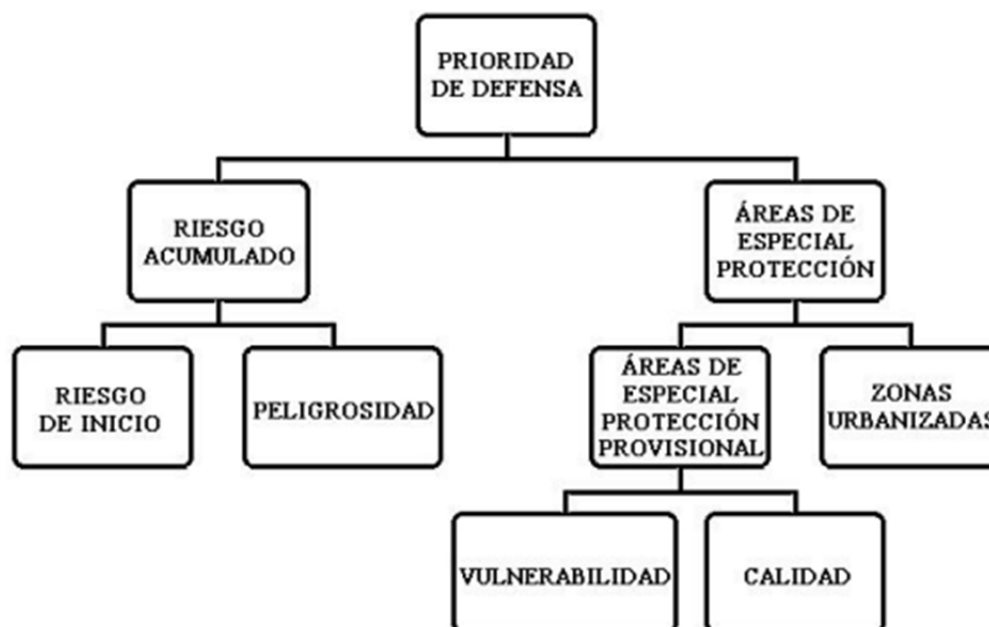 PRIORIDAD
DE DEFENSA
RIESGO
ACUMULADO
ÁREAS DE
ESPECIAL
PROTECCIÓN
RIESGO
DE INICIO
PELIGROSIDAD
ÁREAS DE
ESPECIAL
PROTECCIÓN
PROVISIONAL
ZONAS
URBANIZADAS
VULNERABILIDAD
CALIDAD